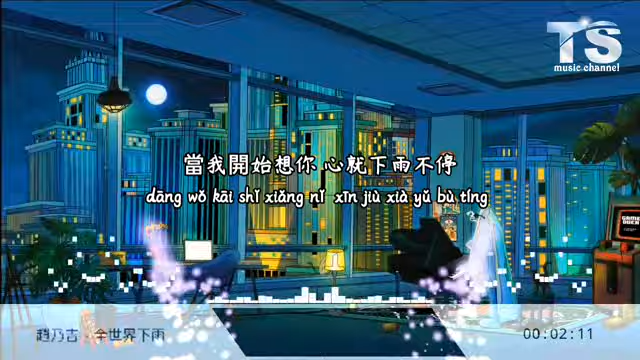 TS
music channel
當我開始想你 心就下雨不停
dāng wǒ kāi shǐ xiǎng nǐ xīn jiù xià yǔ bù tíng
GAME
OVER
趙乃吉 - 全世界下雨
00:02:11